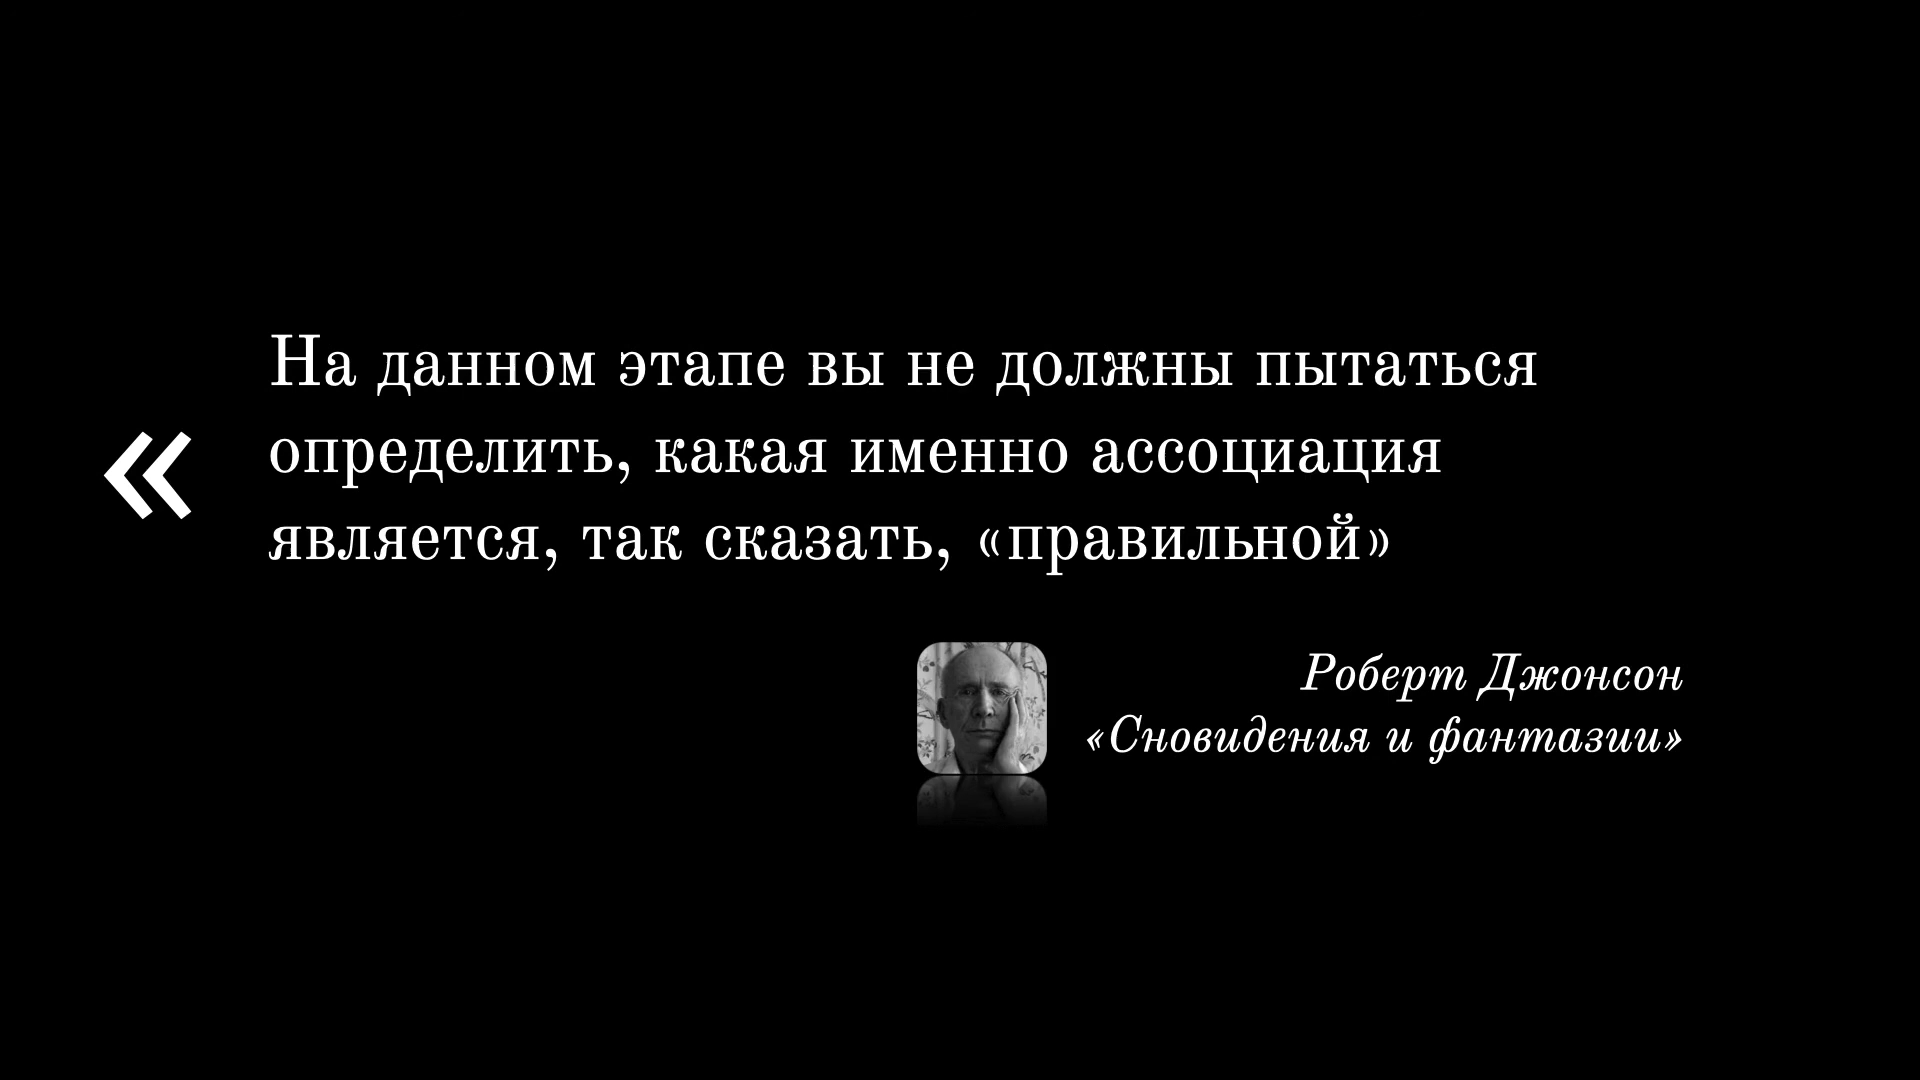 «
На данном этапе вы не должны пытаться
определить, какая именно ассоциация
является, так сказать, «правильной»
Роберт Джонсон
«Сновидения и фантазии»